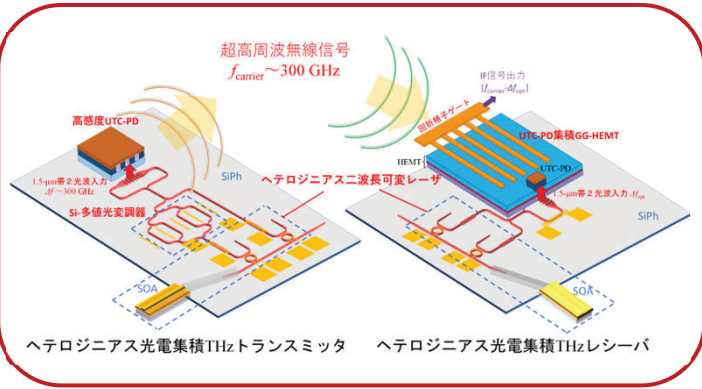 超高周波無線信号
fcarrier〜300 GHz
高感度UTC-PD
1.5-μm帯２光波入力
Δf〜300 GHz
Si-多値光変調器
SiPh
SOA
ヘテロジニアス二波長可変レーザ
IF信号出力
|fcarrier-Δfopt|
回折格子ゲート
UTC-PD集積GG-HEMT
HEMT
UTC-PD
1.5-μm帯２光波入力 Δfopt
SiPh
SOA
ヘテロジニアス光電集積THzトランスミッタ
ヘテロジニアス光電集積THzレシーバ